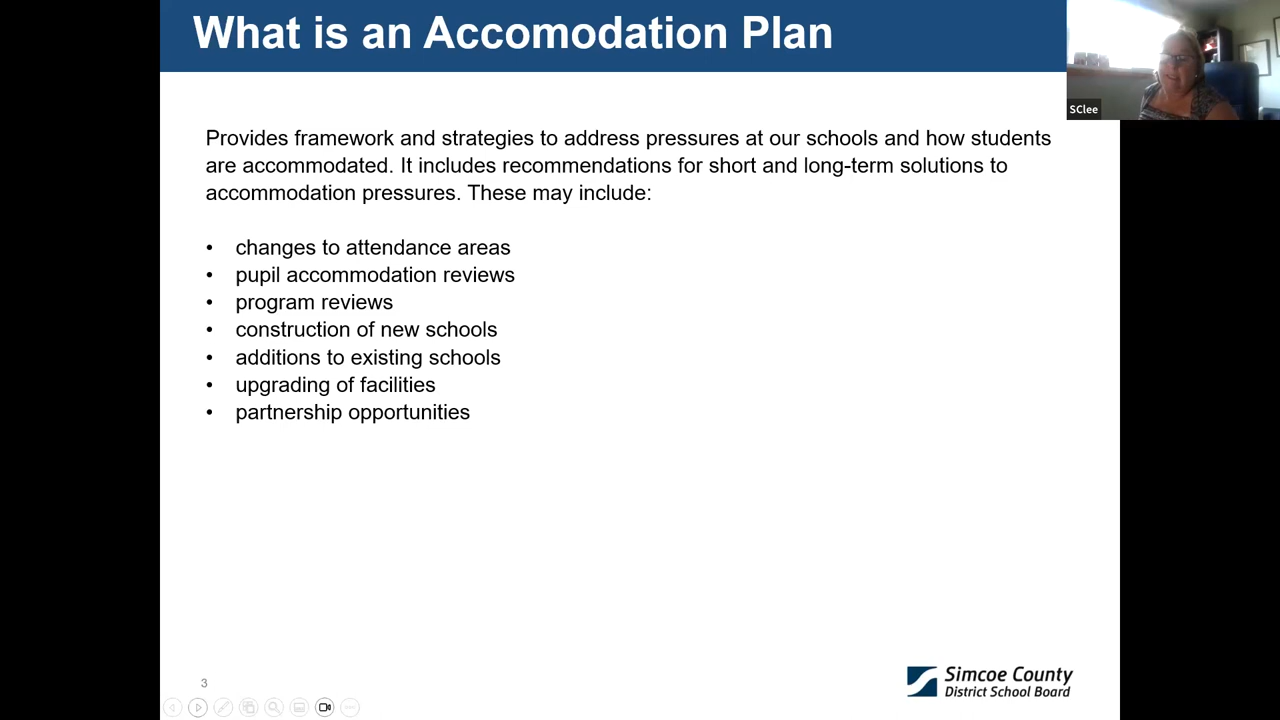 What is an Accomodation Plan
SClee
Provides framework and strategies to address pressures at our schools and how students
are accommodated. It includes recommendations for short and long-term solutions to
accommodation pressures. These may include:
• changes to attendance areas
• pupil accommodation reviews
• program reviews
• construction of new schools
• additions to existing schools
• upgrading of facilities
• partnership opportunities
3
Simcoe County
District School Board